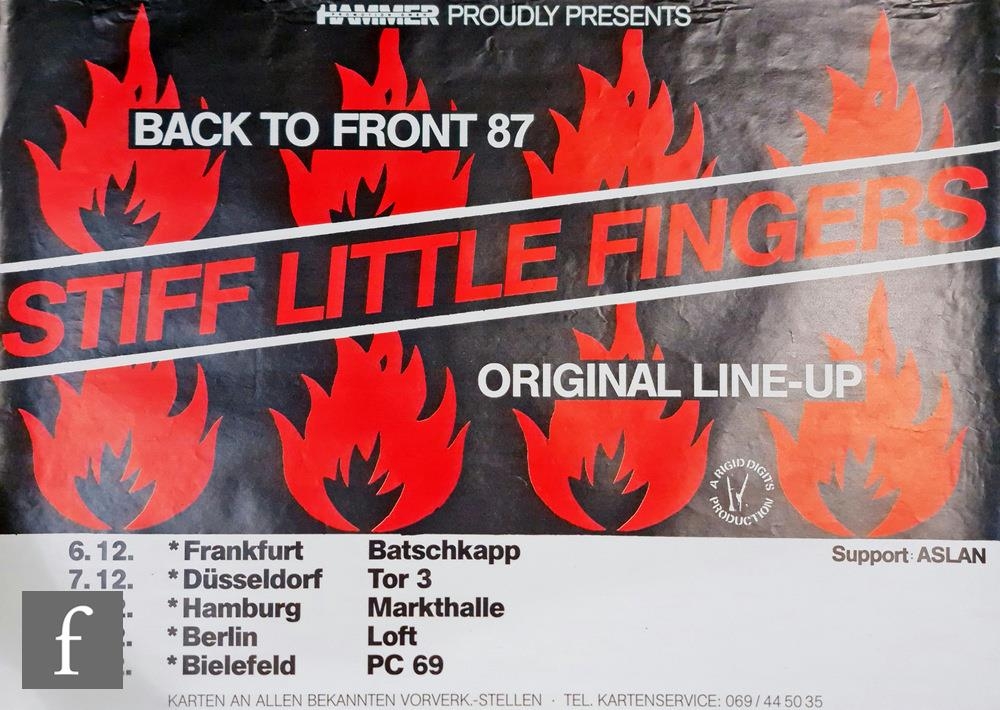 HAMMER PROUDLY PRESENTS
BACK TO FRONT 87
STIFF LITTLE FINGERS
ORIGINAL LINE-UP
A RIGID DIGITS PRODUCTION
6. 12. *Frankfurt Batschkapp
7. 12. *Düsseldorf Tor 3
2. *Hamburg Markthalle
2. *Berlin Loft
. *Bielefeld PC 69
Support: ASLAN
f
KARTEN AN ALLEN BEKANNTEN VORVERK.-STELLEN · TEL. KARTENSERVICE: 069 / 44 50 35